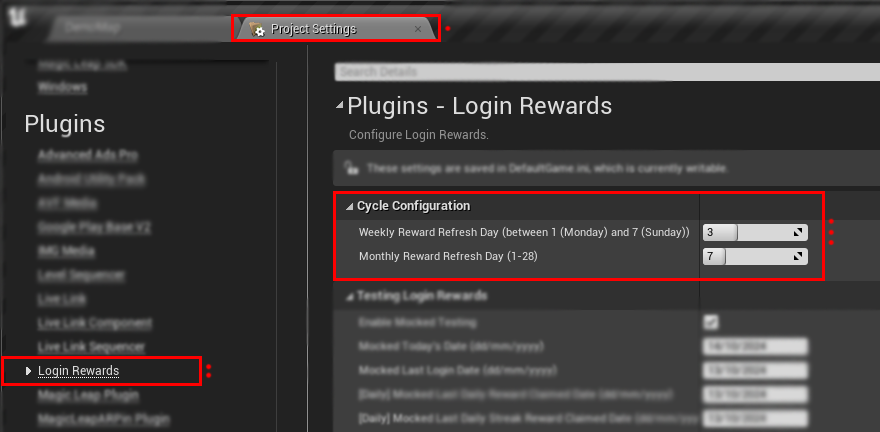 DemoMap
Project Settings
Magic Leap SDK
Windows
Plugins
Advanced Ads Pro
Android Utility Pack
AVF Media
Google Play Base V2
IMG Media
Level Sequencer
Live Link
Live Link Component
Live Link Sequencer
Login Rewards
Magic Leap Plugin
MagicLeapARPin Plugin
Search Details
Plugins - Login Rewards
Configure Login Rewards.
These settings are saved in DefaultGame.ini, which is currently writable.
Cycle Configuration
Weekly Reward Refresh Day (between 1 (Monday) and 7 (Sunday)) 3
Monthly Reward Refresh Day (1-28) 7
Testing Login Rewards
Enable Mocked Testing
Mocked Today's Date (dd/mm/yyyy) 14/10/2024
Mocked Last Login Date (dd/mm/yyyy) 13/10/2024
[Daily] Mocked Last Daily Reward Claimed Date (dd/mm/yyyy) 13/10/2024
[Daily] Mocked Last Daily Streak Reward Claimed Date (dd/mm/yyyy) 13/10/2024